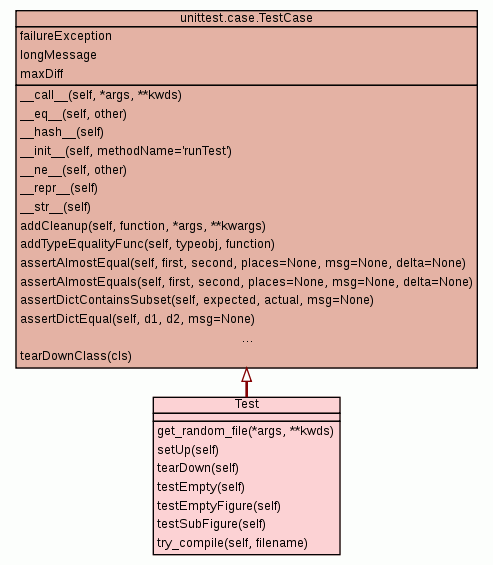 unittest.case.TestCase
failureException
longMessage
maxDiff
__call__(self, *args, **kwds)
__eq__(self, other)
__hash__(self)
__init__(self, methodName='runTest')
__ne__(self, other)
__repr__(self)
__str__(self)
addCleanup(self, function, *args, **kwargs)
addTypeEqualityFunc(self, typeobj, function)
assertAlmostEqual(self, first, second, places=None, msg=None, delta=None)
assertAlmostEquals(self, first, second, places=None, msg=None, delta=None)
assertDictContainsSubset(self, expected, actual, msg=None)
assertDictEqual(self, d1, d2, msg=None)
...
tearDownClass(cls)
Test
get_random_file(*args, **kwds)
setUp(self)
tearDown(self)
testEmpty(self)
testEmptyFigure(self)
testSubFigure(self)
try_compile(self, filename)